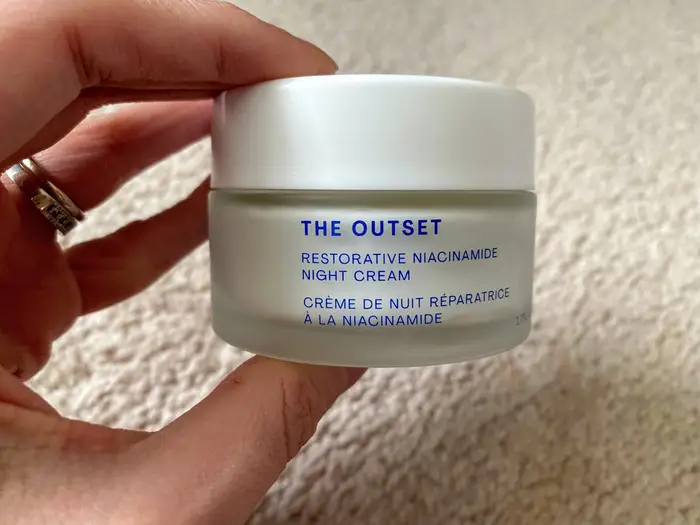 THE OUTSET
RESTORATIVE NIACINAMIDE
NIGHT CREAM
CRÈME DE NUIT RÉPARATRICE
À LA NIACINAMIDE